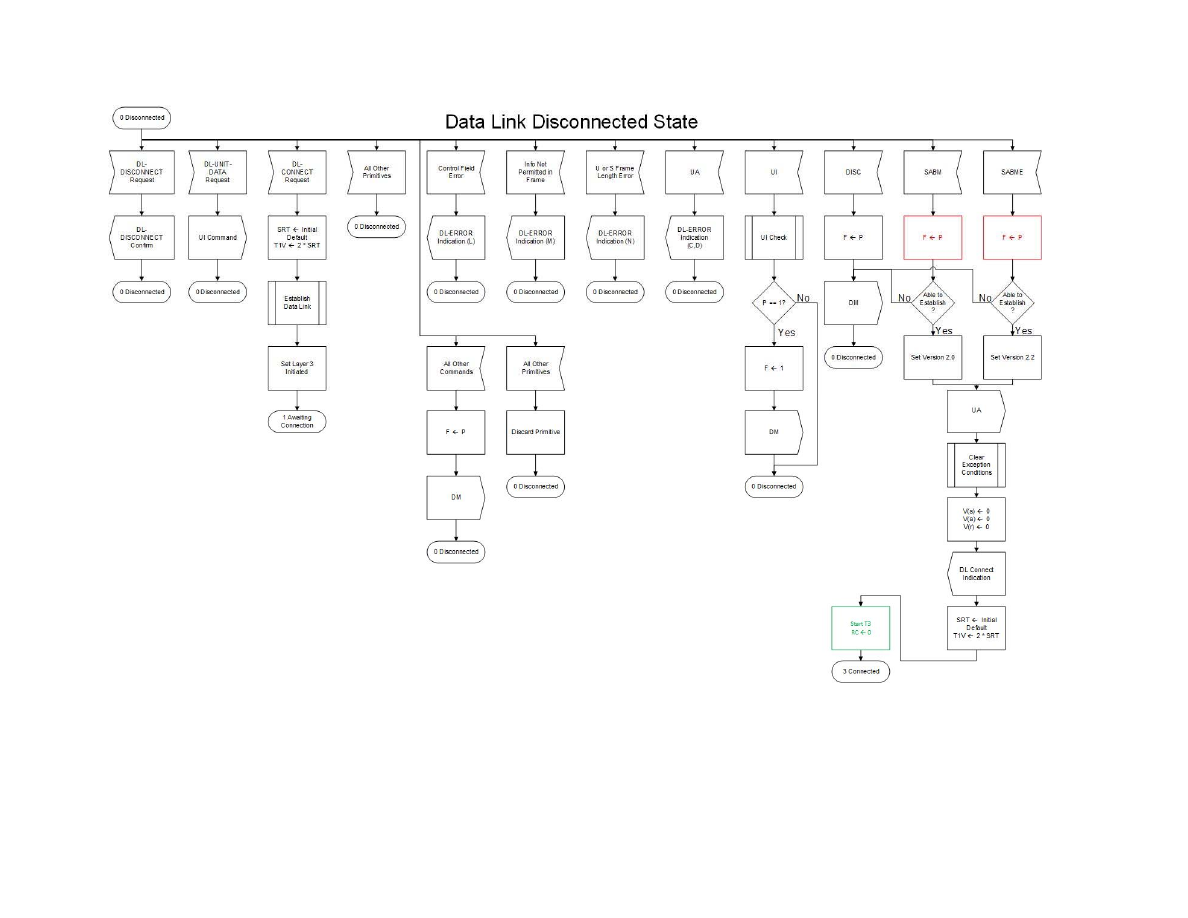 0 Disconnected
Data Link Disconnected State
DL-
DISCONNECT
Request
DL-UNIT-
DATA
Request
DL-
CONNECT
Request
All Other
Primitives
Control Field
Error
Info Not
Permitted in
Frame
U or S Frame
Length Error
UA
UI
DISC
SABM
SABME
DL-
DISCONNECT
Confirm
UI Command
SRT ← Initial
Default
T1V ← 2 * SRT
0 Disconnected
DL-ERROR
Indication (L)
DL-ERROR
Indication (M)
DL-ERROR
Indication (N)
DL-ERROR
Indication
(C,D)
UI Check
F ← P
F ← P
F ← P
0 Disconnected
0 Disconnected
Establish
Data Link
0 Disconnected
0 Disconnected
0 Disconnected
0 Disconnected
P == 1?
No
Yes
DM
No
Able to
Establish
?
Yes
No
Able to
Establish
?
Yes
Set Layer 3
Initiated
All Other
Commands
All Other
Primitives
F ← 1
0 Disconnected
Set Version 2.0
Set Version 2.2
1 Awaiting
Connection
F ← P
Discard Primitive
DM
UA
DM
0 Disconnected
0 Disconnected
Clear
Exception
Conditions
0 Disconnected
V(s) ← 0
V(a) ← 0
V(r) ← 0
DL Connect
Indication
Start T3
RC ← 0
SRT ← Initial
Default
T1V ← 2 * SRT
3 Connected